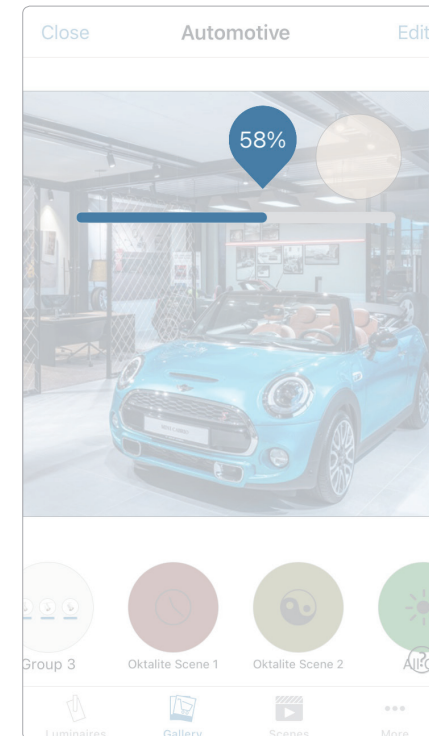 Close Automotive Edit
58%
Group 3 Oktalite Scene 1 Oktalite Scene 2
Luminaires Gallery Scenes More